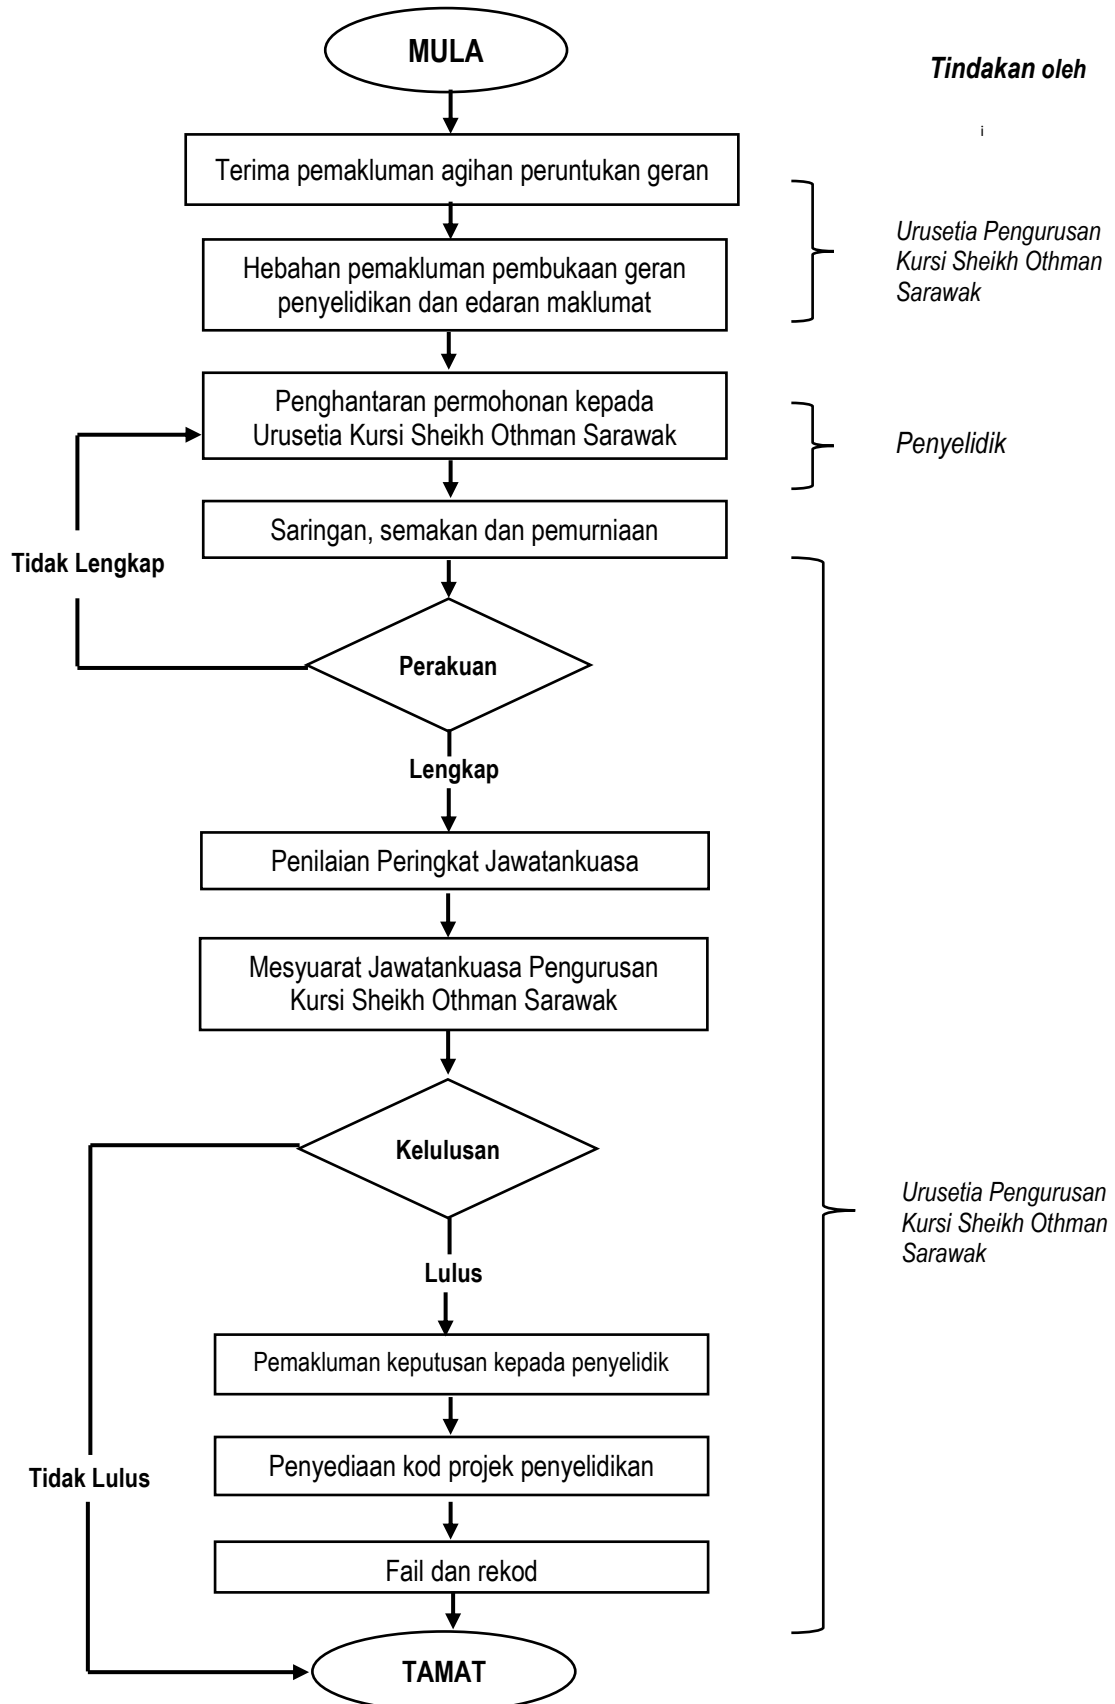 MULA
Tindakan oleh
i
Terima pemakluman agihan peruntukan geran
Urusetia Pengurusan
Kursi Sheikh Othman
Sarawak
Hebahan pemakluman pembukaan geran
penyelidikan dan edaran maklumat
Penghantaran permohonan kepada
Urusetia Kursi Sheikh Othman Sarawak
Penyelidik
Saringan, semakan dan pemurniaan
Tidak Lengkap
Perakuan
Lengkap
Penilaian Peringkat Jawatankuasa
Mesyuarat Jawatankuasa Pengurusan
Kursi Sheikh Othman Sarawak
Kelulusan
Urusetia Pengurusan
Kursi Sheikh Othman
Sarawak
Lulus
Pemakluman keputusan kepada penyelidik
Penyediaan kod projek penyelidikan
Tidak Lulus
Fail dan rekod
TAMAT